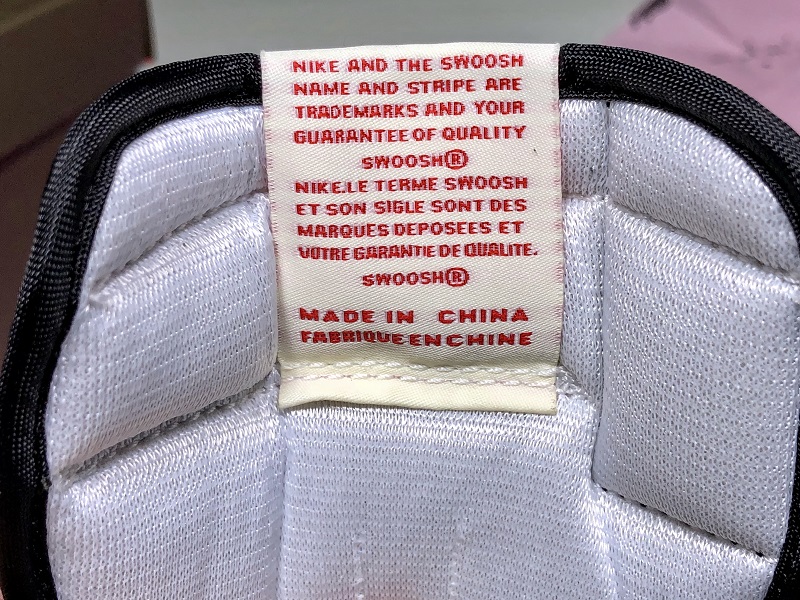 NIKE AND THE SWOOSH
NAME AND STRIPE ARE
TRADEMARKS AND YOUR
GUARANTEE OF QUALITY
SWOOSH®
NIKE.LE TERME SWOOSH
ET SON SIGLE SONT DES
MARQUES DEPOSEES ET
VOTRE GARANTIE DE QUALITE.
SWOOSH®
MADE IN CHINA
FABRIQUE EN CHINE